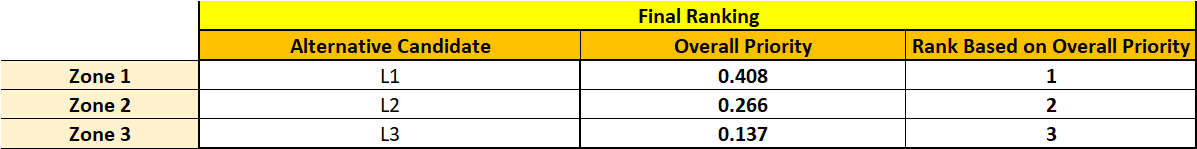 Final Ranking
Alternative Candidate Overall Priority Rank Based on Overall Priority
Zone 1 L1 0.408 1
Zone 2 L2 0.266 2
Zone 3 L3 0.137 3